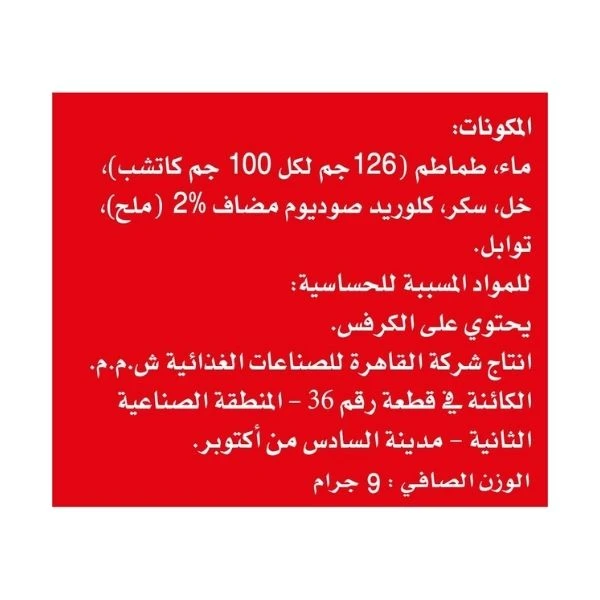 المكونات:
ماء، طماطم (126 جم لكل 100 جم كاتشب)،
خل، سكر، كلوريد صوديوم مضاف 2% (ملح)،
توابل.
للمواد المسببة للحساسية:
يحتوي على الكرفس.
انتاج شركة القاهرة للصناعات الغذائية ش.م.م.
الكائنة في قطعة رقم 36 - المنطقة الصناعية
الثانية - مدينة السادس من أكتوبر.
الوزن الصافي : 9 جرام